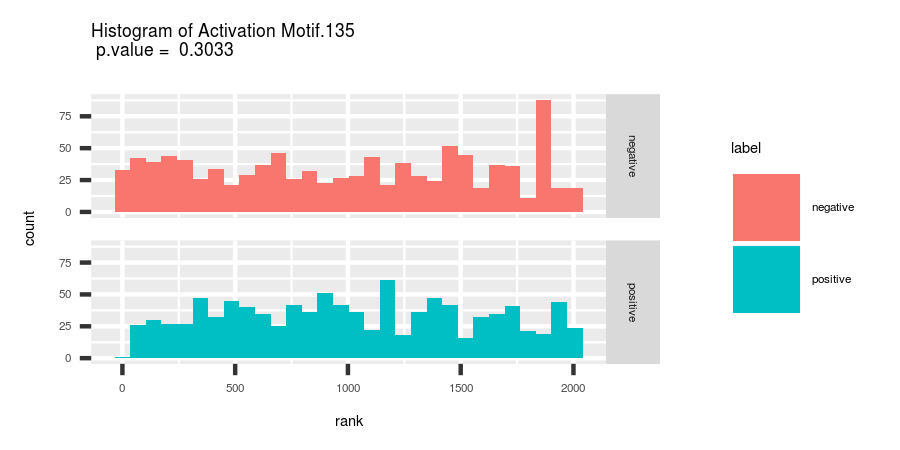 Histogram of Activation Motif.135
p.value = 0.3033
count
75
50
25
0
negative
75
50
25
0
positive
0 500 1000 1500 2000
rank
label
negative
positive